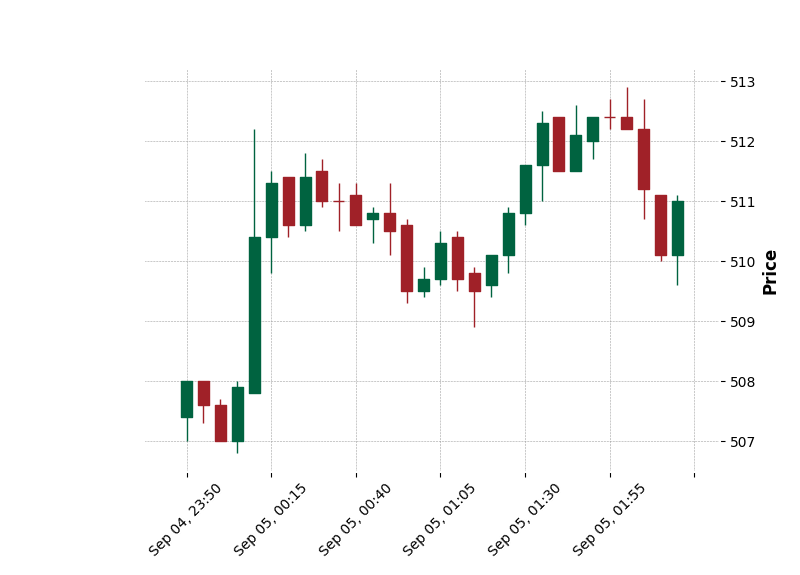 513
512
511
510
509
508
507
Price
Sep 04, 23:50
Sep 05, 00:15
Sep 05, 00:40
Sep 05, 01:05
Sep 05, 01:30
Sep 05, 01:55